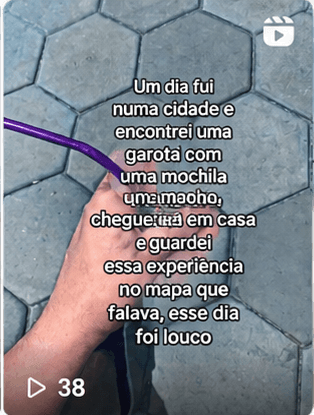 Um dia fui
numa cidade e
encontrei uma
garota com
uma mochila
uma
em casa
e guardei
essa experiência
no mapa que
falava, esse dia
foi louco
38